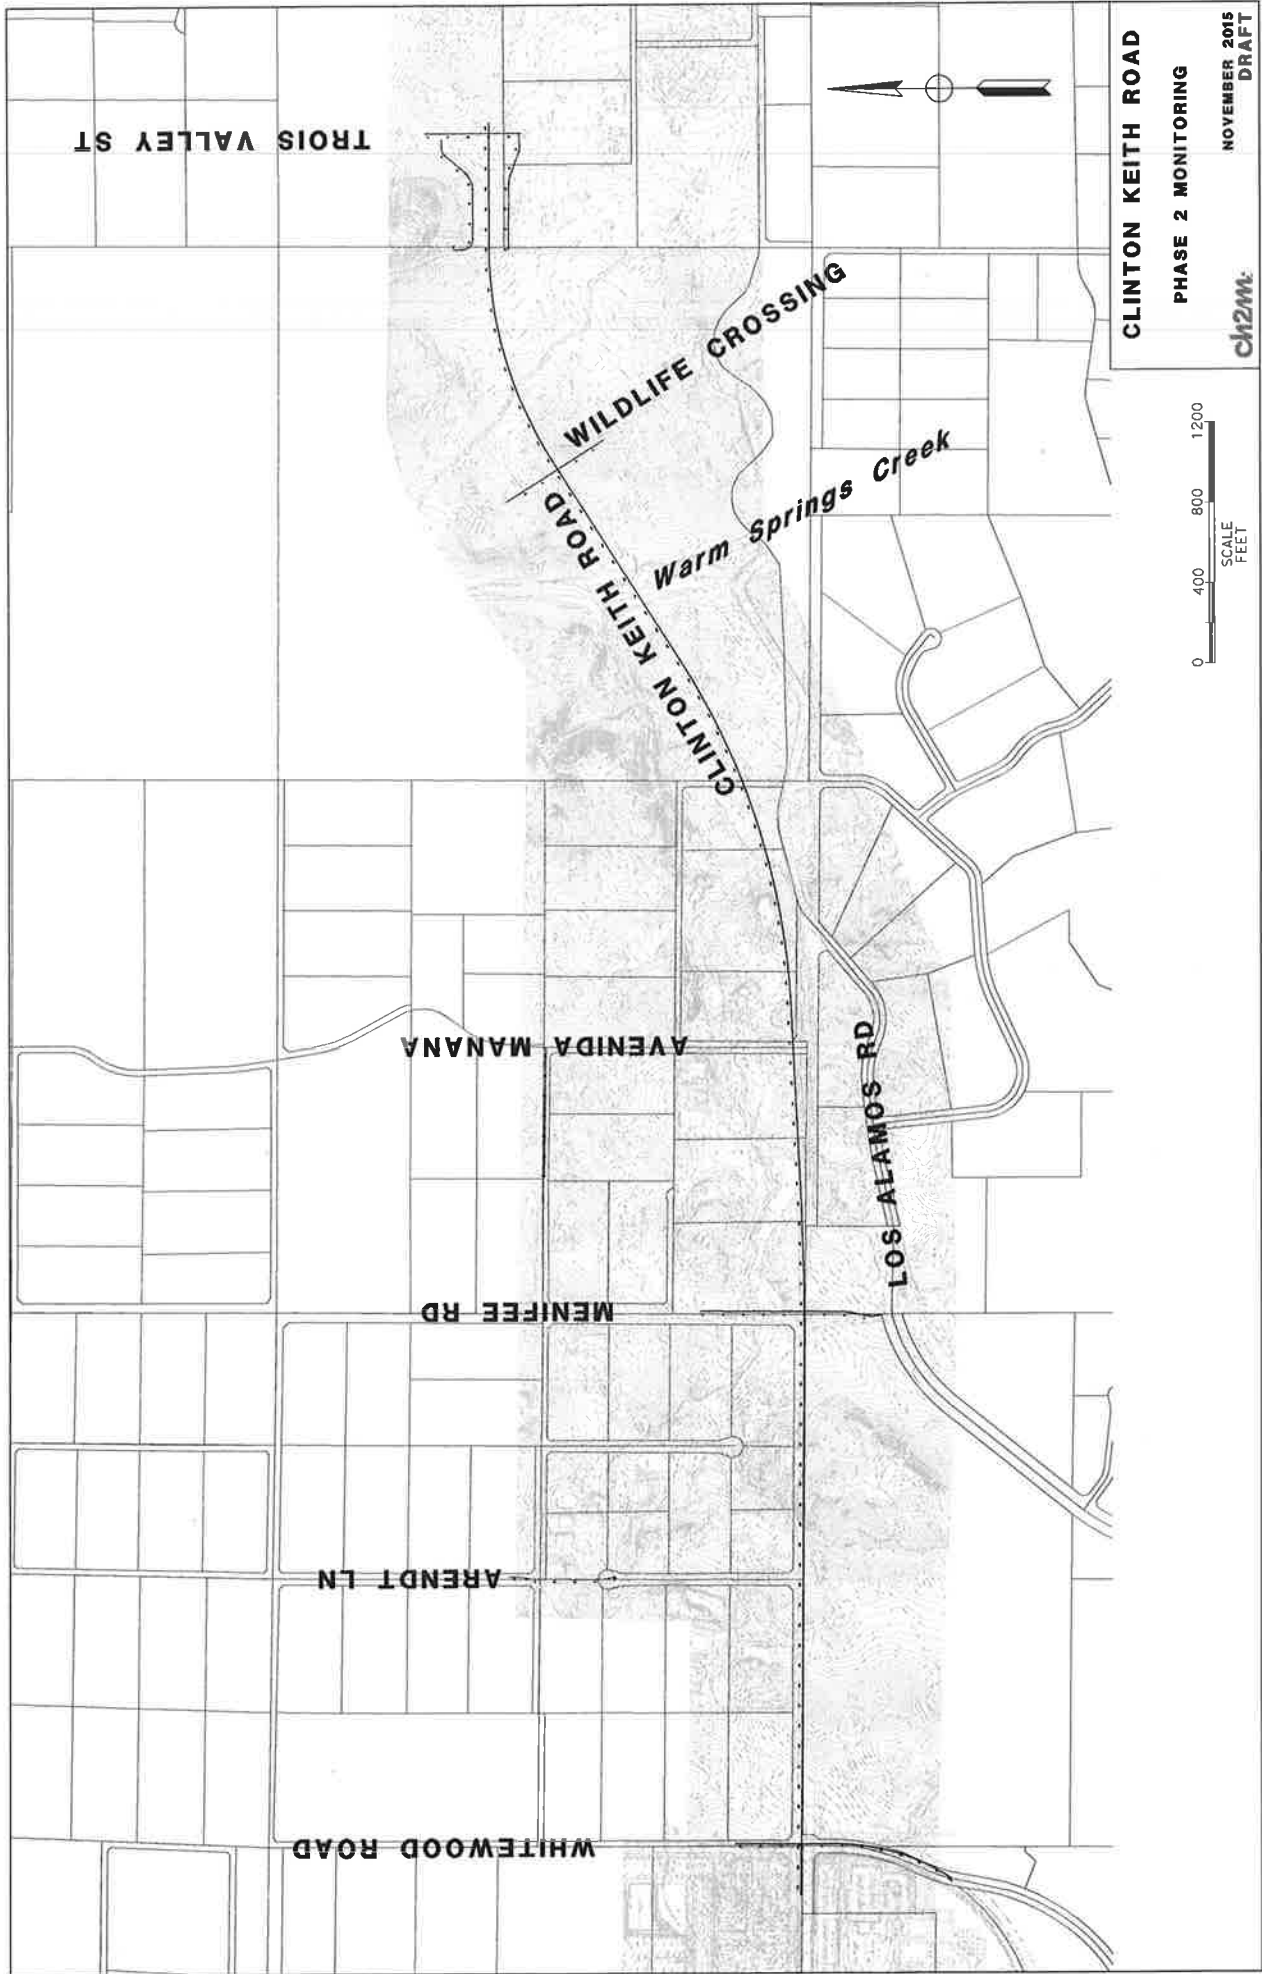 TROIS VALLEY ST
WILDLIFE CROSSING
CLINTON KEITH ROAD
Warm Springs Creek
AVENIDA MANANA
LOS ALAMOS RD
MENIFEE RD
ARENDT LN
WHITEWOOD ROAD
0 400 800 1200
SCALE
FEET
CLINTON KEITH ROAD
PHASE 2 MONITORING
ch2m:
NOVEMBER 2015
DRAFT